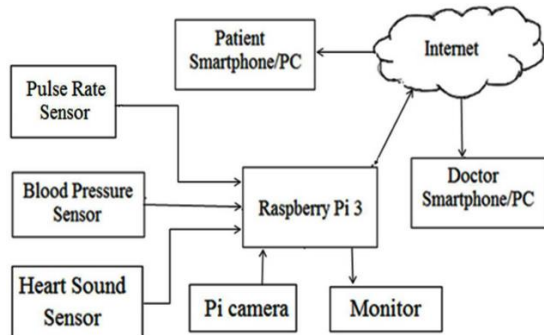 Patient
Smartphone/PC
Internet
Pulse Rate
Sensor
Blood Pressure
Sensor
Raspberry Pi 3
Doctor
Smartphone/PC
Heart Sound
Sensor
Pi camera
Monitor